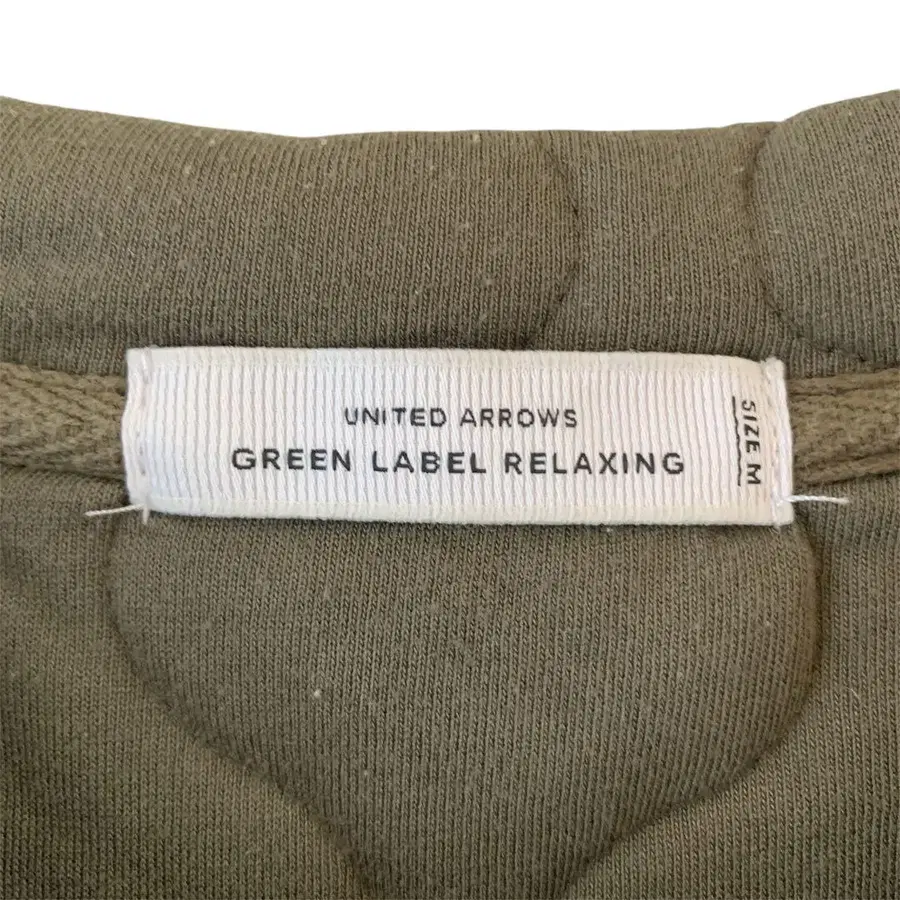 UNITED ARROWS
GREEN LABEL RELAXING
SIZE M